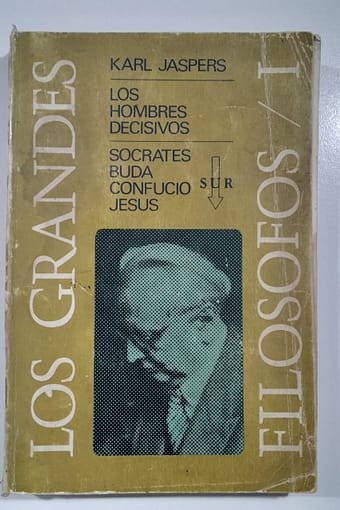 KARL JASPERS
LOS
HOMBRES
DECISIVOS
SOCRATES
BUDA
CONFUCIO
JESUS
SUR
LOS GRANDES
FILOSOFOS / I